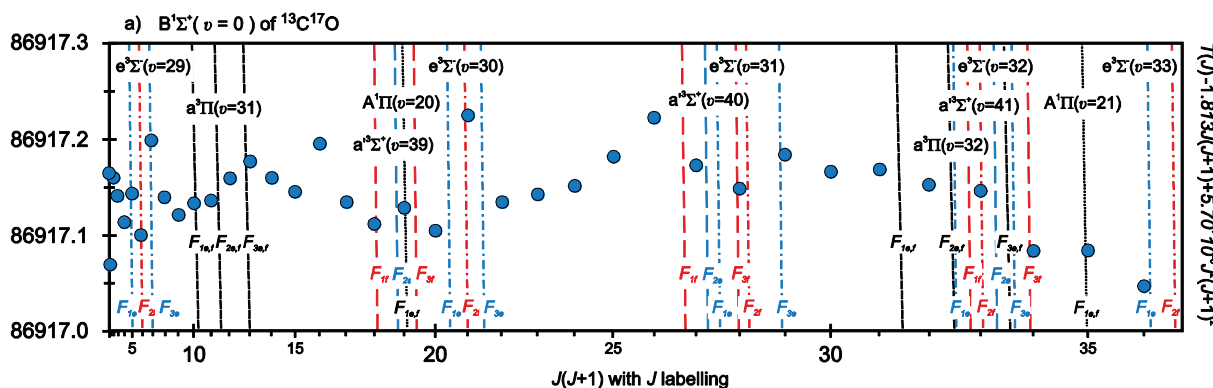 a) B¹Σ⁺( υ = 0 ) of ¹³C¹⁷O
86917.3
86917.2
86917.1
86917.0
e³Σ⁻(υ=29)
e³Σ⁻(υ=30)
e³Σ⁻(υ=31)
e³Σ⁻(υ=32)
e³Σ⁻(υ=33)
a³Π(υ=31)
A¹Π(υ=20)
a'³Σ⁺(υ=40)
a'³Σ⁺(υ=41)
A¹Π(υ=21)
a'³Σ⁺(υ=39)
a³Π(υ=32)
F1e,f F2e,f F3e,f
F1e,f F2e,f F3e,f
F1f F2e F3f
F1f F2e F3f
F1f F2e F3f
F1e F2f F3e
F1e,f
F1e F2f F3e
F1e F2f F3e
F1e F2f F3e
F1e,f
F1e F2f
5 10 15 20 25 30 35
J(J+1) with J labelling